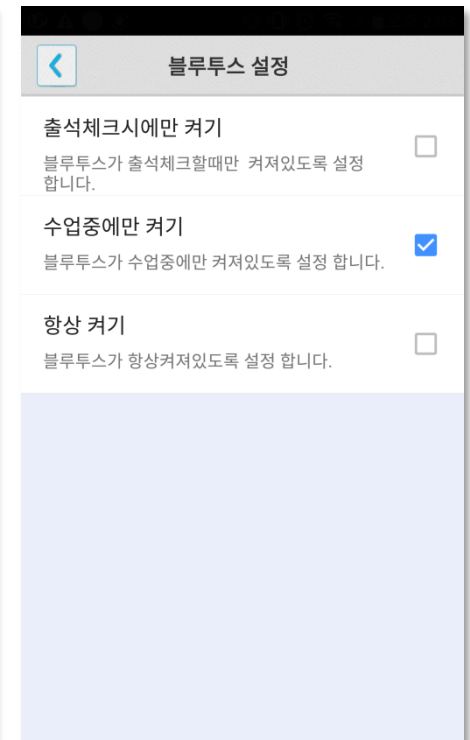 블루투스 설정
출석체크시에만 켜기
블루투스가 출석체크할때만 켜져있도록 설정
합니다.
수업중에만 켜기
블루투스가 수업중에만 켜져있도록 설정 합니다.
항상 켜기
블루투스가 항상켜져있도록 설정 합니다.